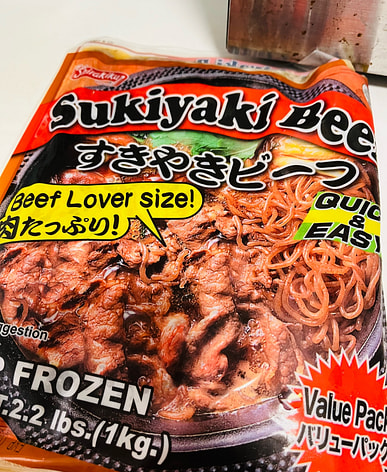 Shirakiku
Sukiyaki Bee
すきやきビーフ
Beef Lover size!
肉たっぷり!
QUIC
&
EASY
ggestion
FROZEN
T. 2.2 lbs. (1kg.)
Value Pack
バリューパック